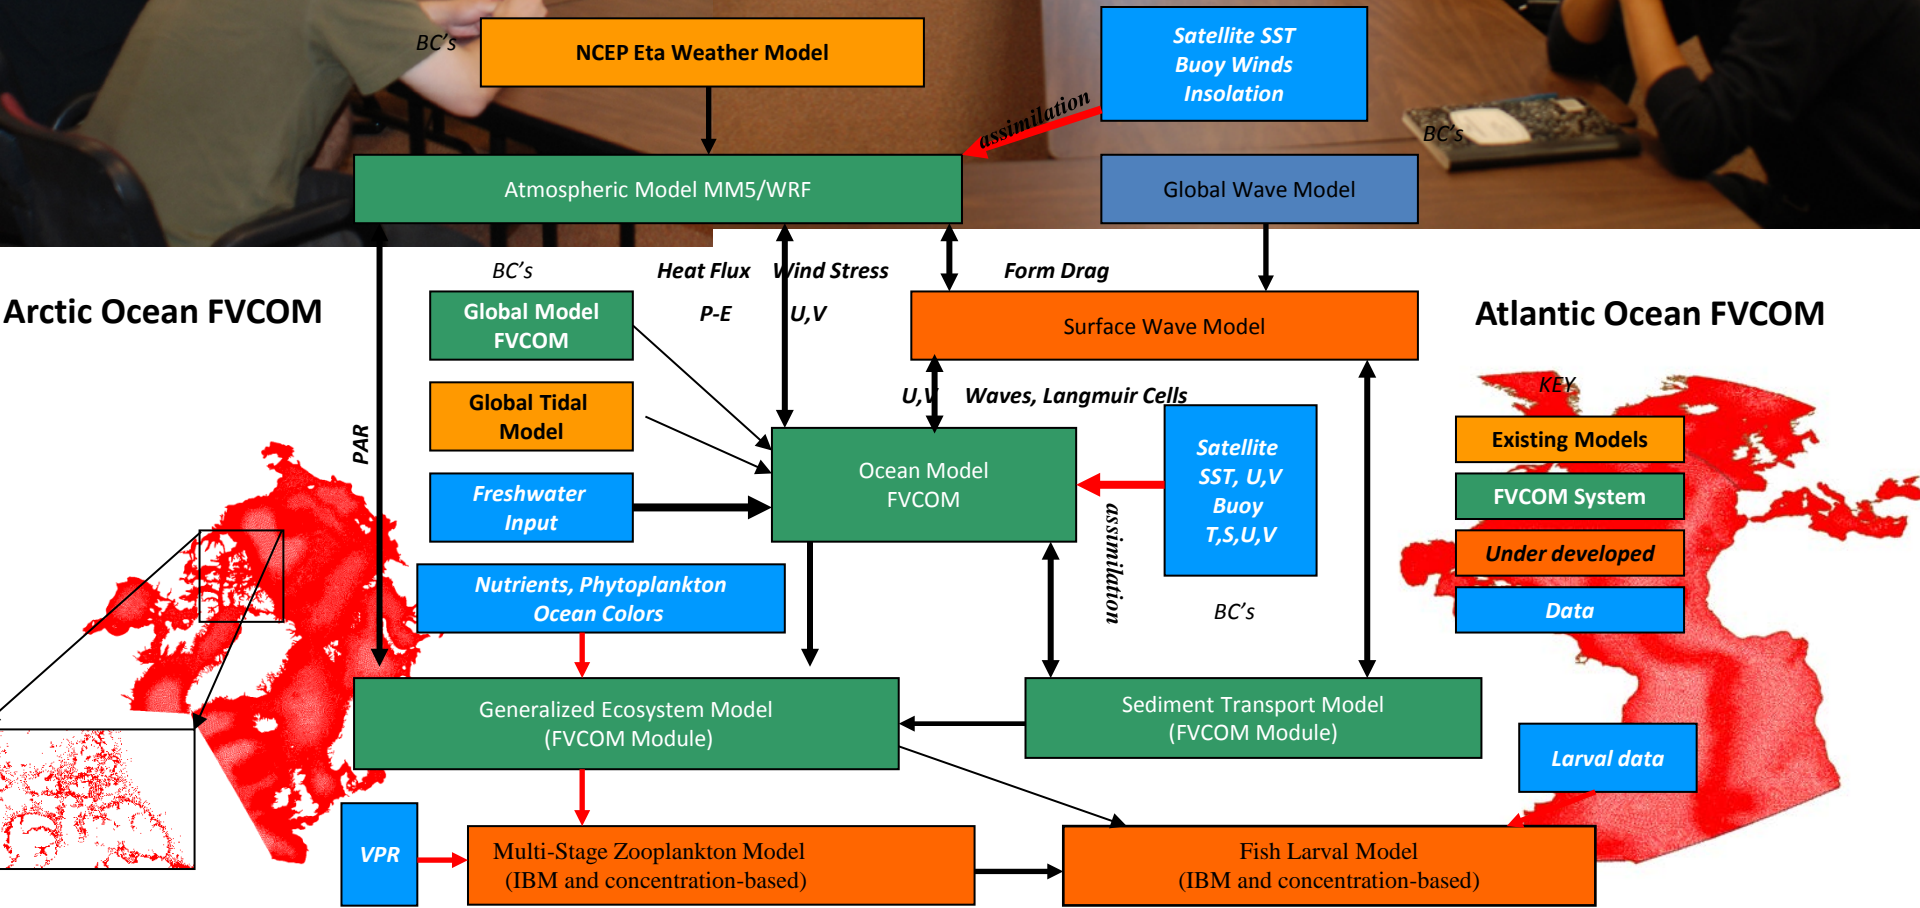 BC's
NCEP Eta Weather Model
Satellite SST
Buoy Winds
Insolation
assimilation
BC's
Atmospheric Model MM5/WRF
Global Wave Model
BC's
Heat Flux
Wind Stress
Form Drag
Arctic Ocean FVCOM
Global Model
FVCOM
P-E
U,V
Surface Wave Model
Atlantic Ocean FVCOM
Global Tidal
Model
U,V
Waves, Langmuir Cells
KEY
PAR
Existing Models
Ocean Model
FVCOM
Satellite
SST, U,V
Buoy
T,S,U,V
FVCOM System
Freshwater
Input
assimilation
Under developed
Nutrients, Phytoplankton
Ocean Colors
BC's
Data
Generalized Ecosystem Model
(FVCOM Module)
Sediment Transport Model
(FVCOM Module)
Larval data
VPR
Multi-Stage Zooplankton Model
(IBM and concentration-based)
Fish Larval Model
(IBM and concentration-based)